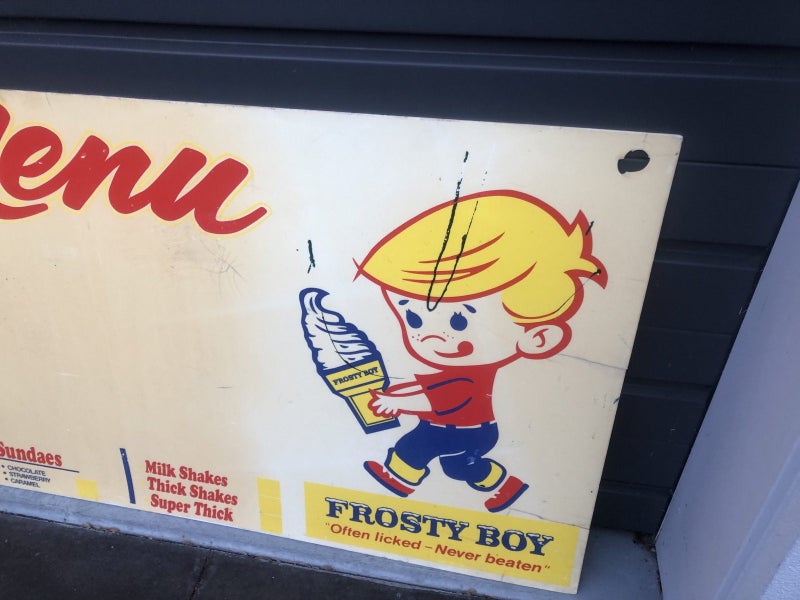 enu
FROSTY BOY
Sundaes
• CHOCOLATE
• STRAWBERRY
• CARAMEL
Milk Shakes
Thick Shakes
Super Thick
FROSTY BOY
"Often licked – Never beaten"